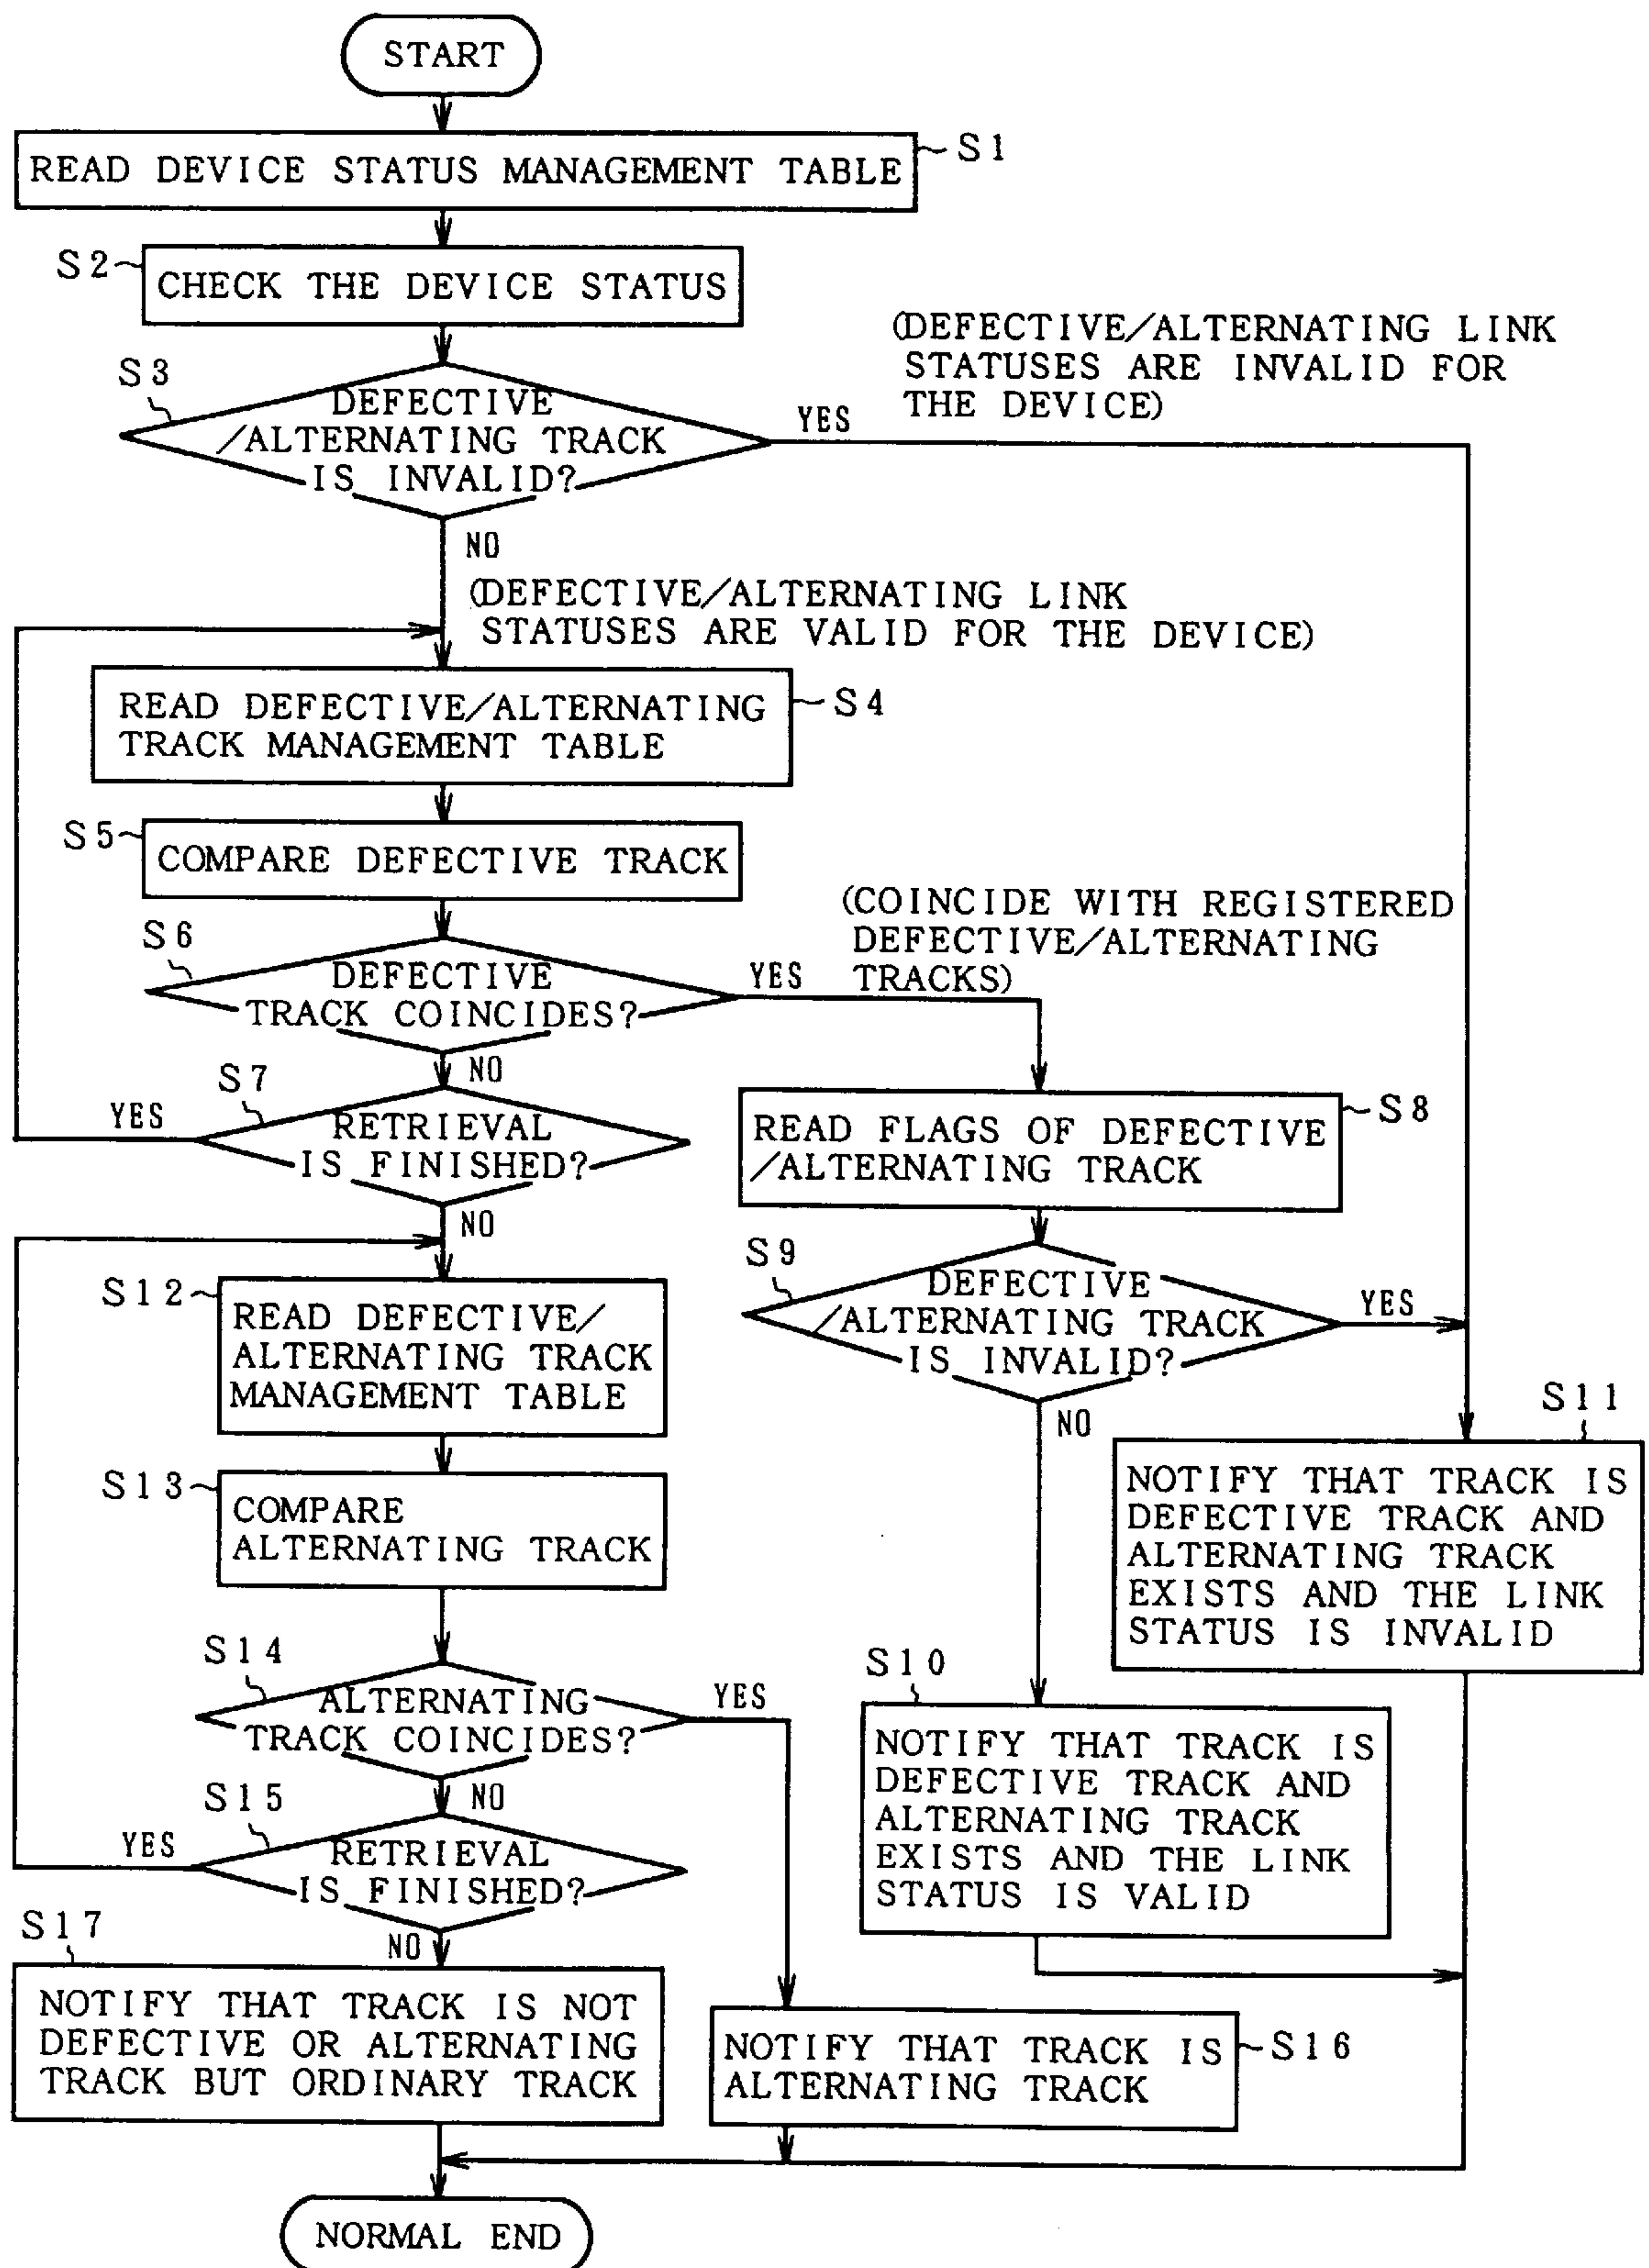 START
READ DEVICE STATUS MANAGEMENT TABLE
S1
S2
CHECK THE DEVICE STATUS
(DEFECTIVE/ALTERNATING LINK
STATUSES ARE INVALID FOR
THE DEVICE)
S3
DEFECTIVE
/ALTERNATING TRACK
IS INVALID?
YES
NO
(DEFECTIVE/ALTERNATING LINK
STATUSES ARE VALID FOR THE DEVICE)
READ DEFECTIVE/ALTERNATING
TRACK MANAGEMENT TABLE
S4
S5
COMPARE DEFECTIVE TRACK
(COINCIDE WITH REGISTERED
DEFECTIVE/ALTERNATING
TRACKS)
S6
DEFECTIVE
TRACK COINCIDES?
YES
NO
S7
YES
RETRIEVAL
IS FINISHED?
NO
READ FLAGS OF DEFECTIVE
/ALTERNATING TRACK
S8
S9
DEFECTIVE
/ALTERNATING TRACK
IS INVALID?
YES
NO
S12
READ DEFECTIVE/
ALTERNATING TRACK
MANAGEMENT TABLE
S11
NOTIFY THAT TRACK IS
DEFECTIVE TRACK AND
ALTERNATING TRACK
EXISTS AND THE LINK
STATUS IS INVALID
S13
COMPARE
ALTERNATING TRACK
S14
ALTERNATING
TRACK COINCIDES?
YES
NO
S10
NOTIFY THAT TRACK IS
DEFECTIVE TRACK AND
ALTERNATING TRACK
EXISTS AND THE LINK
STATUS IS VALID
S15
YES
RETRIEVAL
IS FINISHED?
NO
S17
NOTIFY THAT TRACK IS NOT
DEFECTIVE OR ALTERNATING
TRACK BUT ORDINARY TRACK
NOTIFY THAT TRACK IS
ALTERNATING TRACK
S16
NORMAL END